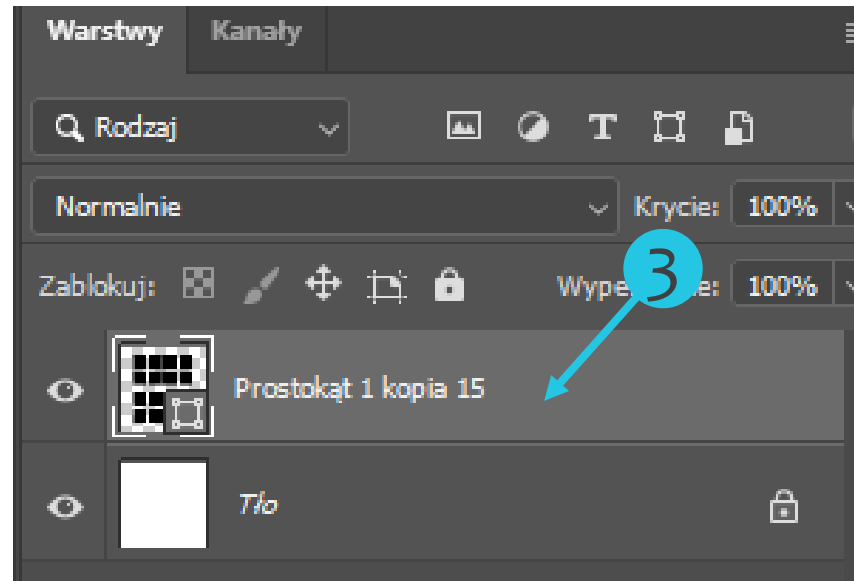 Warstwy Kanały
Rodzaj
Normalnie Krycie: 100%
Zablokuj: 100%
3
Prostokąt 1 kopia 15
Tło